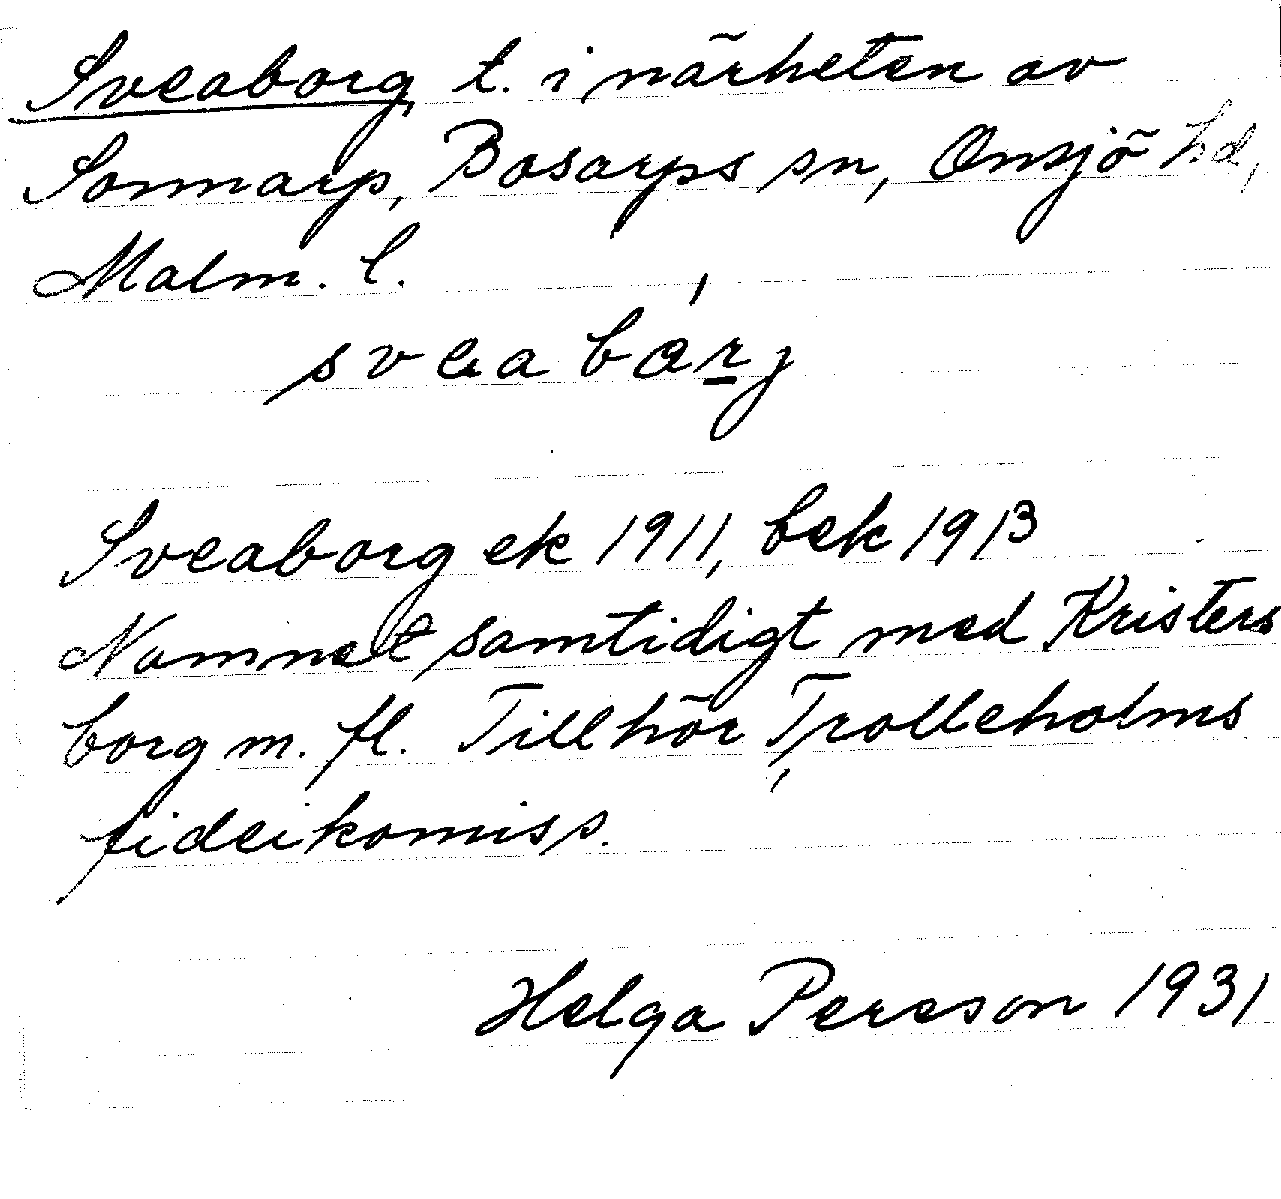 Sveaborg t. i närheten av
Sonnarp, Bosarps sn, Onsjö hd,
Malm. l.
Sveaborg ek 1911, bek 1913
Namnet samtidigt med Kristers
borg m. fl. Tillhör Trolleholms
fideikomiss.
Helga Persson 1931